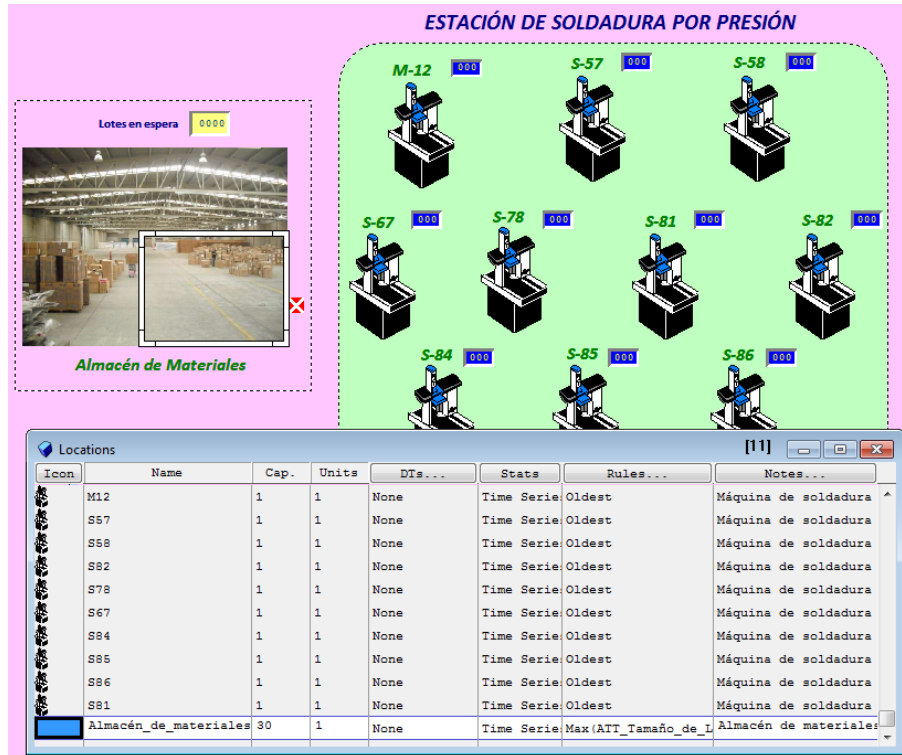 ESTACIÓN DE SOLDADURA POR PRESIÓN
M-12 000 S-57 000 S-58 000
Lotes en espera 0000
S-67 000 S-78 000 S-81 000 S-82 000
Almacén de Materiales
S-84 000 S-85 000 S-86 000
Locations [11]
Icon Name Cap. Units DTs... Stats Rules... Notes...
M12 1 1 None Time Serie Oldest Máquina de soldadura
S57 1 1 None Time Serie Oldest Máquina de soldadura
S58 1 1 None Time Serie Oldest Máquina de soldadura
S82 1 1 None Time Serie Oldest Máquina de soldadura
S78 1 1 None Time Serie Oldest Máquina de soldadura
S67 1 1 None Time Serie Oldest Máquina de soldadura
S84 1 1 None Time Serie Oldest Máquina de soldadura
S85 1 1 None Time Serie Oldest Máquina de soldadura
S86 1 1 None Time Serie Oldest Máquina de soldadura
S81 1 1 None Time Serie Oldest Máquina de soldadura
Almacén_de_materiales 30 1 None Time Serie Max(ATT_Tamaño_de_L Almacén de materiales